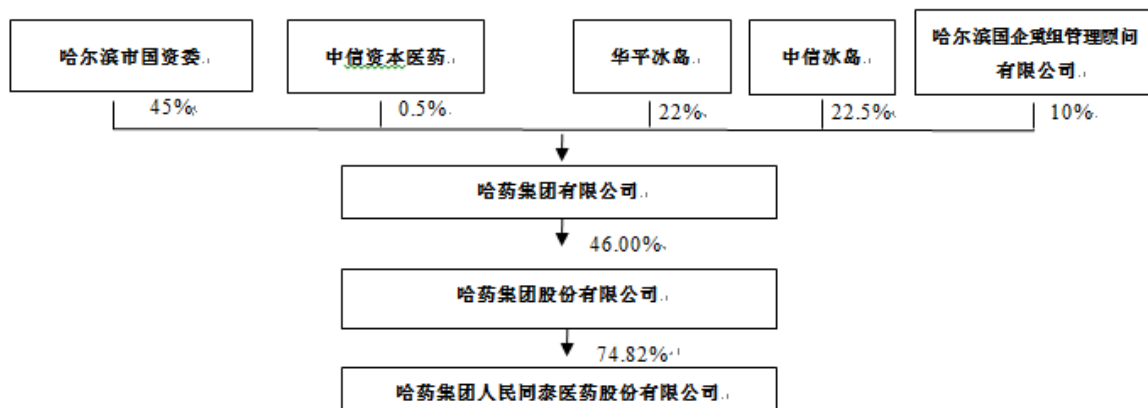 哈尔滨市国资委
中信资本医药
华平冰岛
中信冰岛
哈尔滨国企重组管理顾问
有限公司
45%
0.5%
22%
22.5%
10%
哈药集团有限公司
46.00%
哈药集团股份有限公司
74.82%
哈药集团人民同泰医药股份有限公司